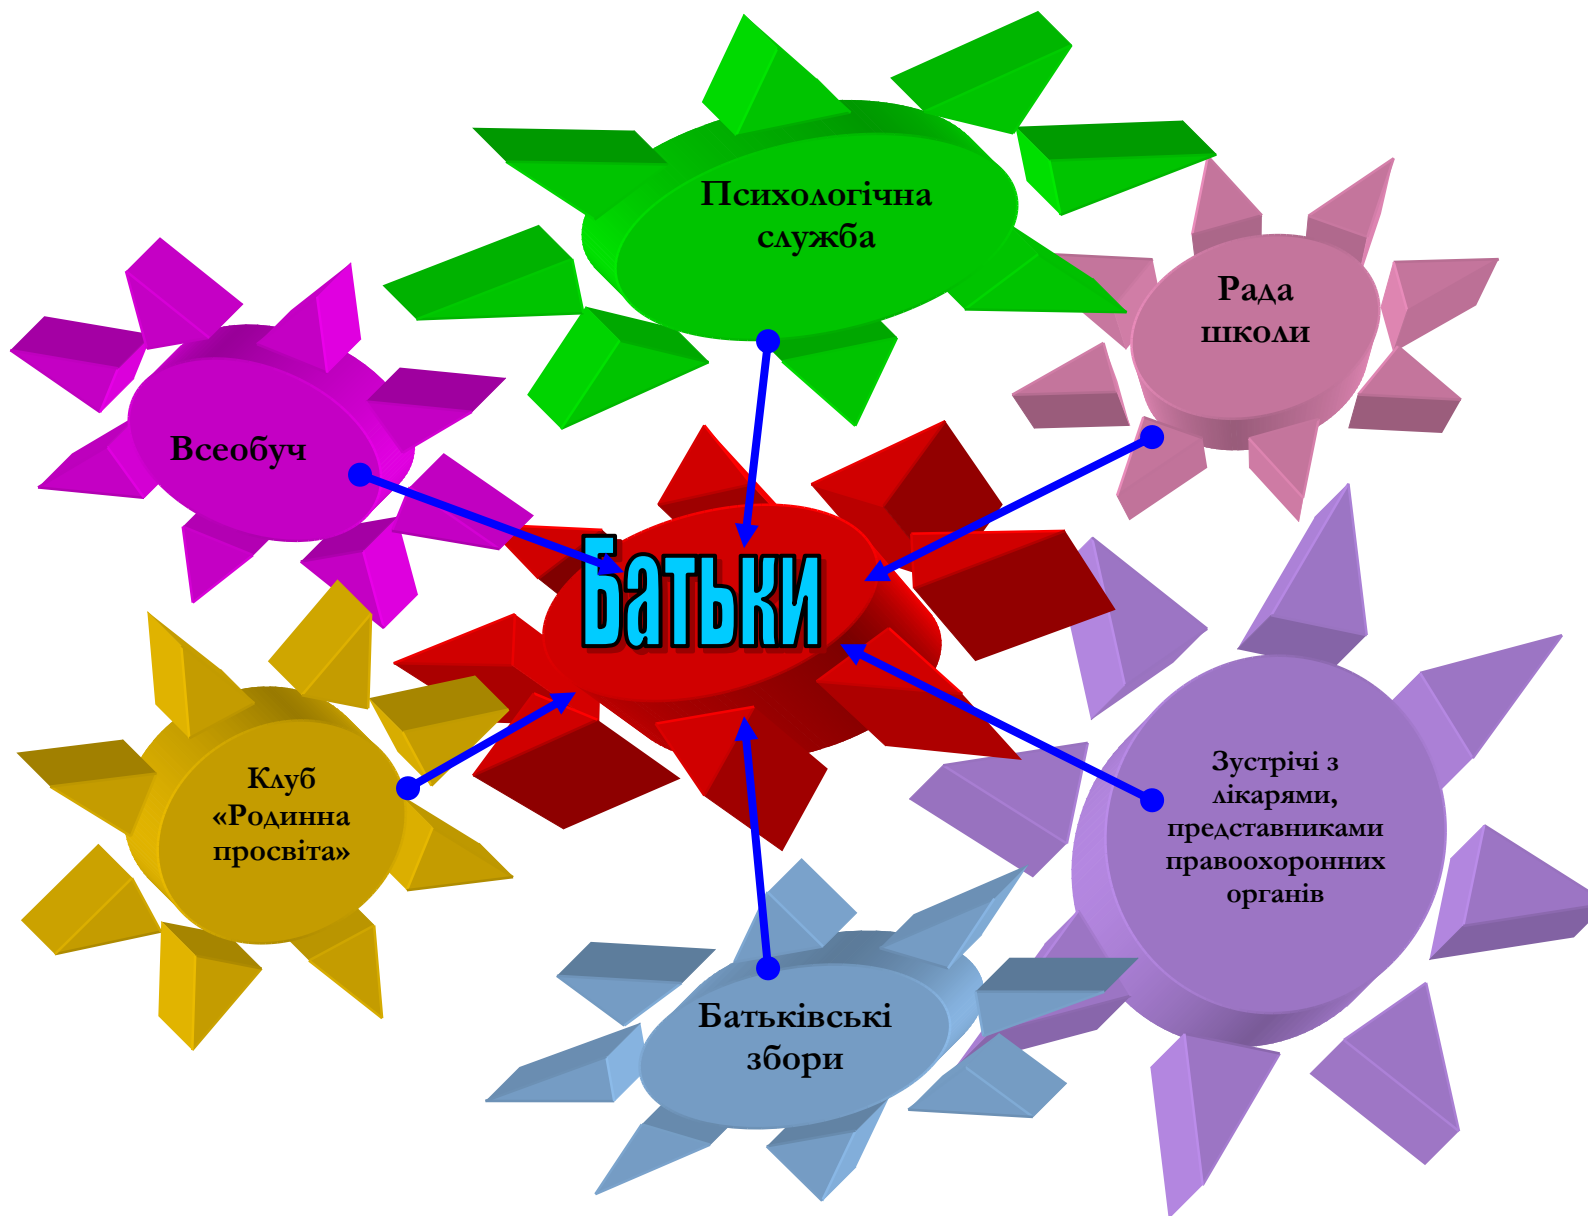 Психологічна
служба
Рада
школи
Всеобуч
Батьки
Клуб
«Родинна
просвіта»
Зустрічі з
лікарями,
представниками
правоохоронних
органів
Батьківські
збори